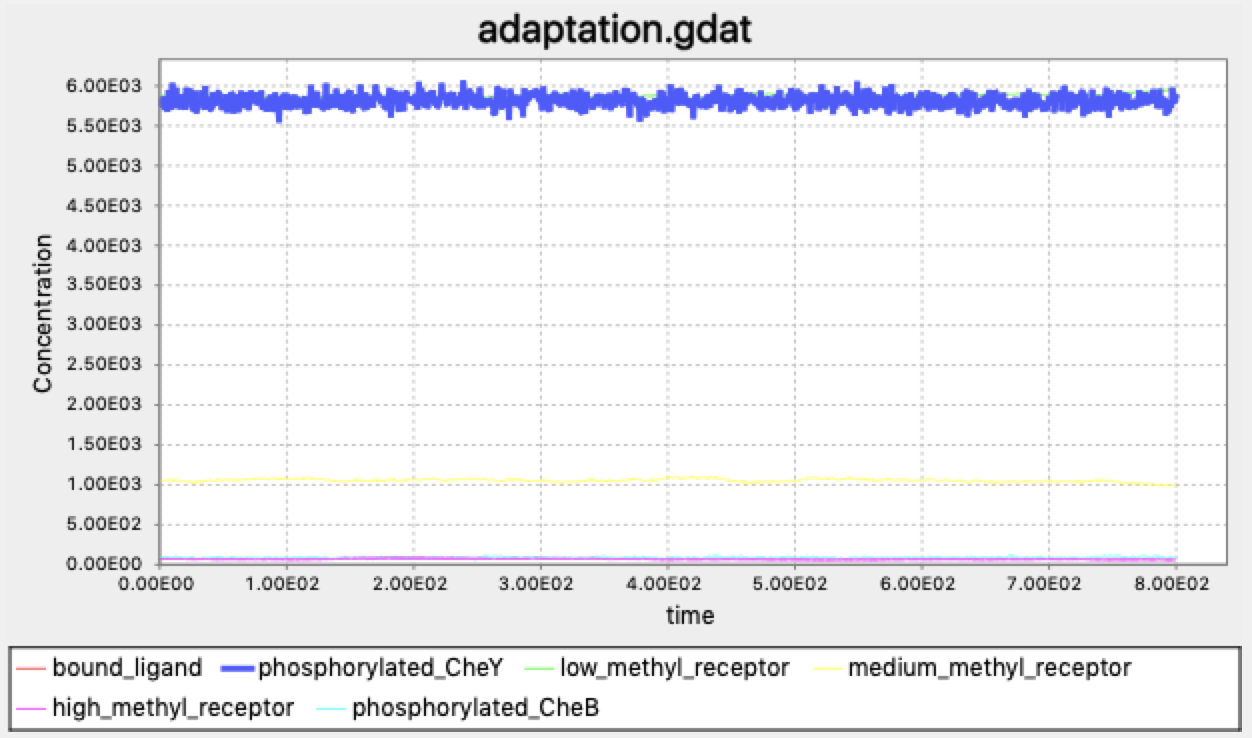 adaptation.gdat
Concentration
6.00E03
5.50E03
5.00E03
4.50E03
4.00E03
3.50E03
3.00E03
2.50E03
2.00E03
1.50E03
1.00E03
5.00E02
0.00E00
0.00E00 1.00E02 2.00E02 3.00E02 4.00E02 5.00E02 6.00E02 7.00E02 8.00E02
time
bound_ligand phosphorylated_CheY low_methyl_receptor medium_methyl_receptor
high_methyl_receptor phosphorylated_CheB